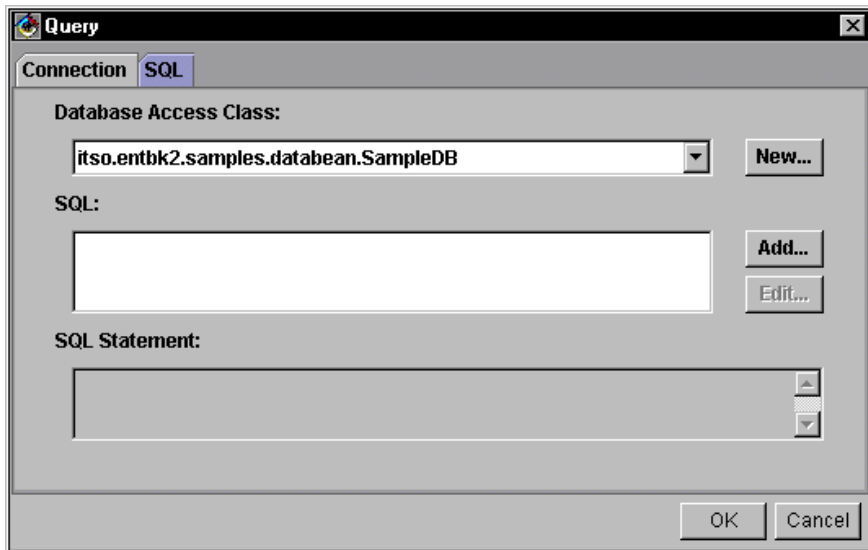 Query
Connection SQL
Database Access Class:
itso.entbk2.samples.databean.SampleDB New...
SQL:
Add...
Edit...
SQL Statement:
OK Cancel